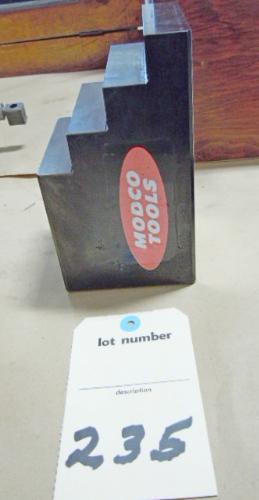 MODCO
TOOLS
lot number
description
235